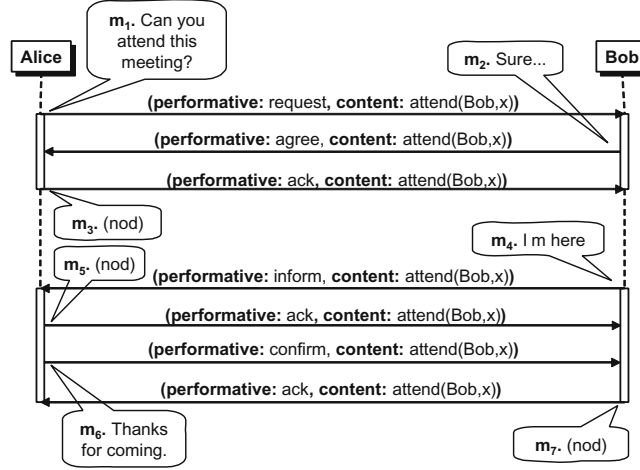 m1. Can you
attend this
meeting?
Alice
Bob
m2. Sure...
(performative: request, content: attend(Bob,x))
(performative: agree, content: attend(Bob,x))
(performative: ack, content: attend(Bob,x))
m3. (nod)
m4. I m here
m5. (nod)
(performative: inform, content: attend(Bob,x))
(performative: ack, content: attend(Bob,x))
(performative: confirm, content: attend(Bob,x))
(performative: ack, content: attend(Bob,x))
m6. Thanks
for coming.
m7. (nod)